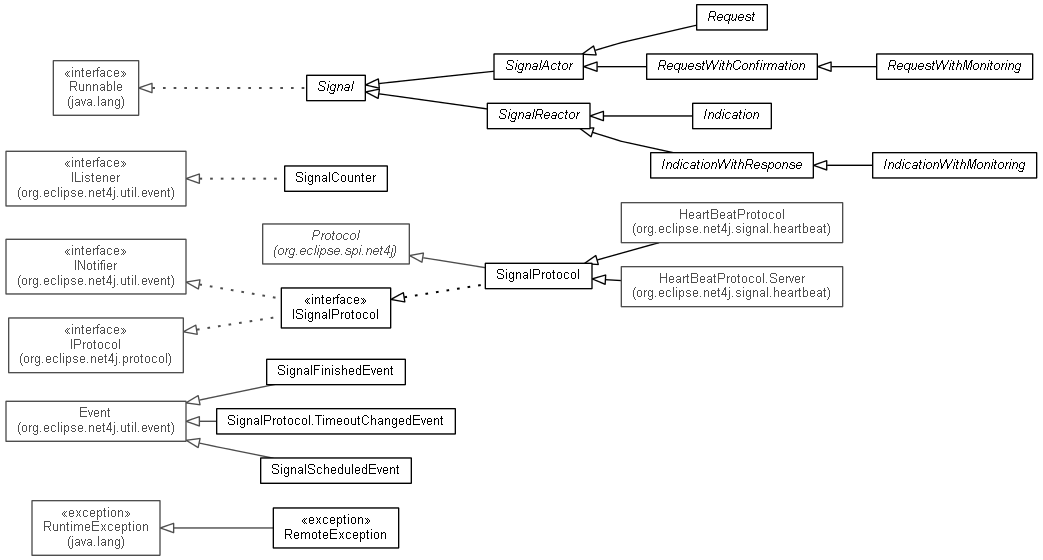 Request
«interface»
Runnable
(java.lang)
Signal
SignalActor
RequestWithConfirmation
RequestWithMonitoring
SignalReactor
Indication
IndicationWithResponse
IndicationWithMonitoring
«interface»
IListener
(org.eclipse.net4j.util.event)
SignalCounter
«interface»
INotifier
(org.eclipse.net4j.util.event)
Protocol
(org.eclipse.spi.net4j)
HeartBeatProtocol
(org.eclipse.net4j.signal.heartbeat)
SignalProtocol
HeartBeatProtocol.Server
(org.eclipse.net4j.signal.heartbeat)
«interface»
ISignalProtocol
«interface»
IProtocol
(org.eclipse.net4j.protocol)
SignalFinishedEvent
Event
(org.eclipse.net4j.util.event)
SignalProtocol.TimeoutChangedEvent
SignalScheduledEvent
«exception»
RuntimeException
(java.lang)
«exception»
RemoteException